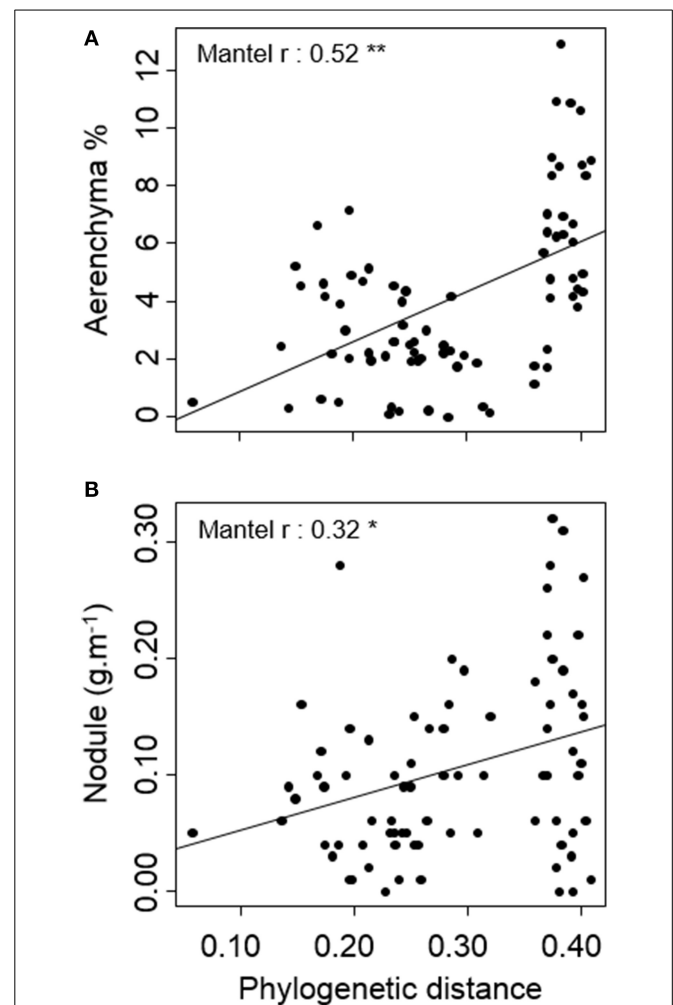 A
Mantel r : 0.52 **
Aerenchyma %
12
10
8
6
4
2
0
B
Mantel r : 0.32 *
Nodule (g.m⁻¹)
0.30
0.20
0.10
0.00
0.10 0.20 0.30 0.40
Phylogenetic distance